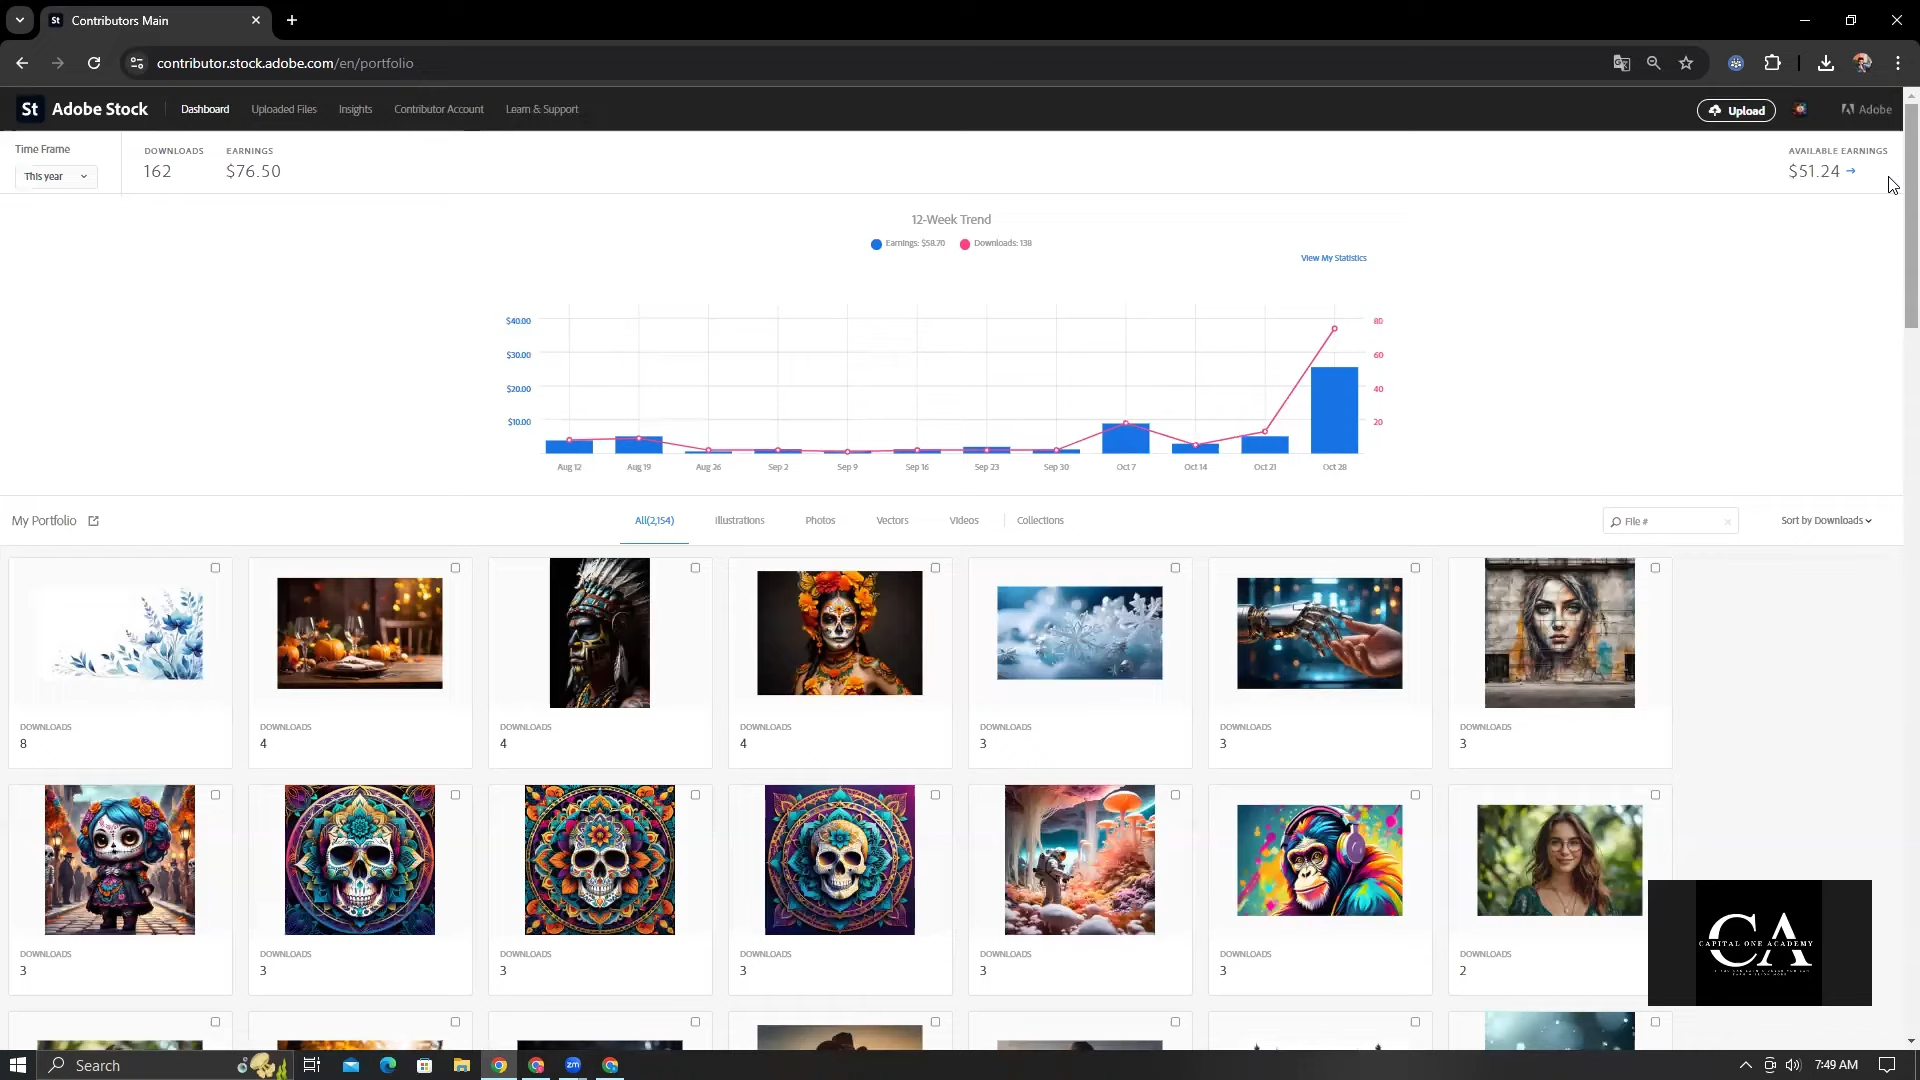 St Contributors Main
contributor.stock.adobe.com/en/portfolio
St Adobe Stock
Dashboard
Uploaded Files
Insights
Contributor Account
Learn & Support
Upload
Adobe
Time Frame
This year
DOWNLOADS
162
EARNINGS
$76.50
AVAILABLE EARNINGS
$51.24
12-Week Trend
Earnings: $58.70
Downloads: 138
View My Statistics
$40.00
$30.00
$20.00
$10.00
80
60
40
20
Aug 12
Aug 19
Aug 26
Sep 2
Sep 9
Sep 16
Sep 23
Sep 30
Oct 7
Oct 14
Oct 21
Oct 28
My Portfolio
All(2,154)
Illustrations
Photos
Vectors
Videos
Collections
File #
Sort by Downloads
DOWNLOADS
8
DOWNLOADS
4
DOWNLOADS
4
DOWNLOADS
4
DOWNLOADS
3
DOWNLOADS
3
DOWNLOADS
3
DOWNLOADS
3
DOWNLOADS
3
DOWNLOADS
3
DOWNLOADS
3
DOWNLOADS
3
DOWNLOADS
3
DOWNLOADS
2
CA
CAPITAL ONE ACADEMY
Search
zm
7:49 AM